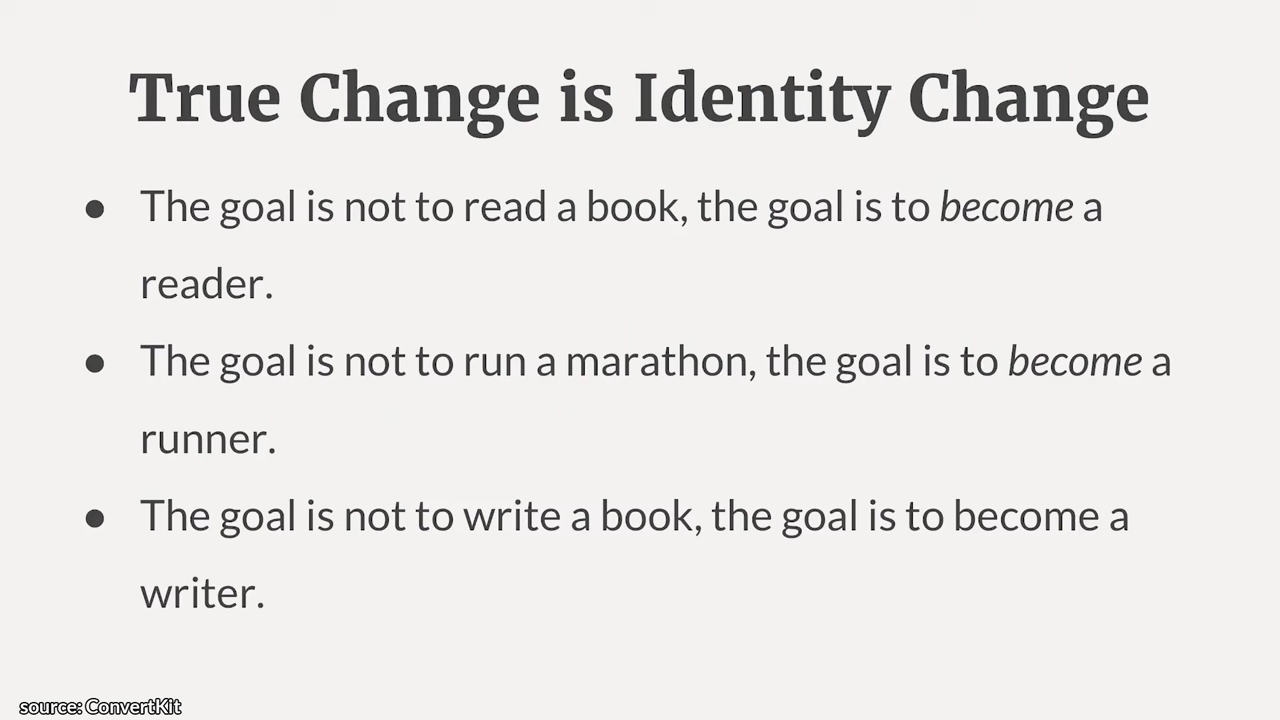 True Change is Identity Change
● The goal is not to read a book, the goal is to become a
reader.
● The goal is not to run a marathon, the goal is to become a
runner.
● The goal is not to write a book, the goal is to become a
writer.
source: ConvertKit